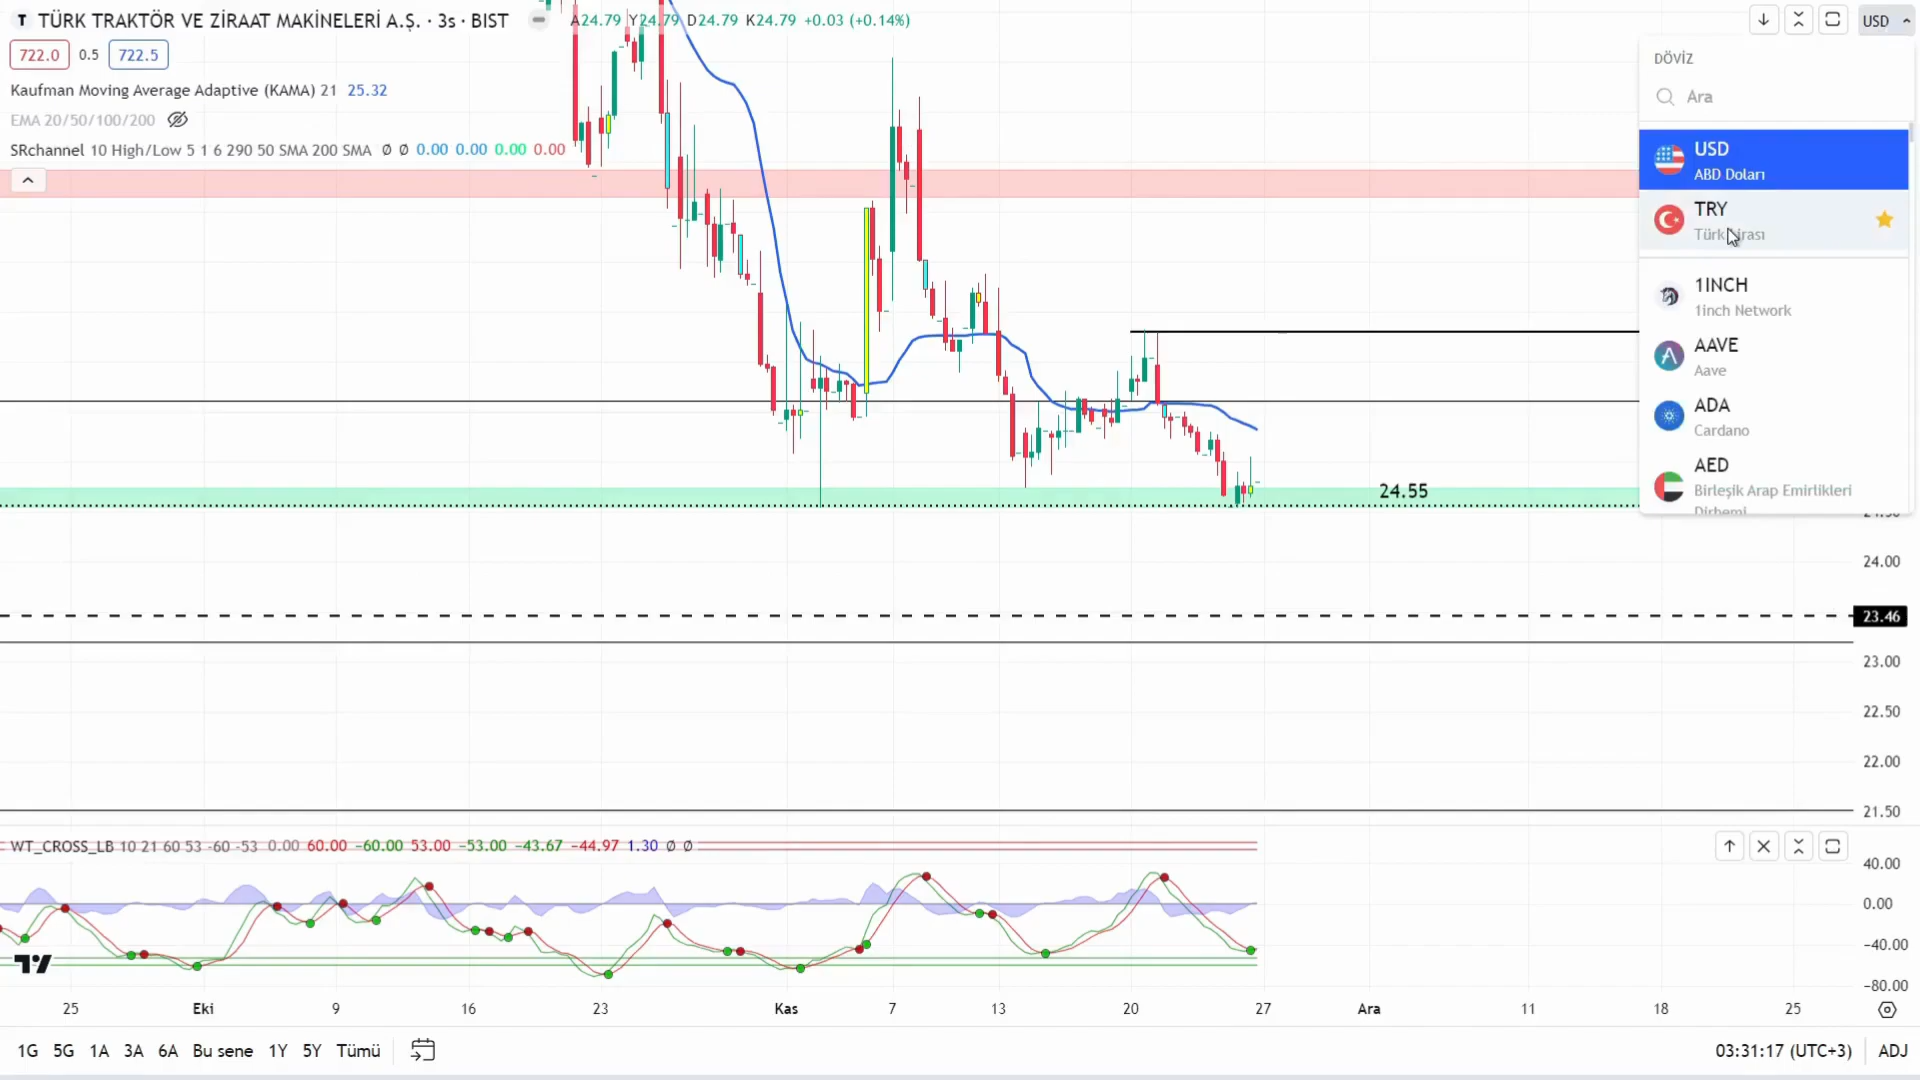 T TÜRK TRAKTÖR VE ZİRAAT MAKİNELERİ A.Ş. · 3s · BIST A24.79 Y24.79 D24.79 K24.79 +0.03 (+0.14%)
USD
722.0 0.5 722.5
Kaufman Moving Average Adaptive (KAMA) 21 25.32
EMA 20/50/100/200
SRchannel 10 High/Low 5 1 6 290 50 SMA 200 SMA Ø Ø 0.00 0.00 0.00 0.00
DÖVİZ
Ara
USD
ABD Doları
TRY
1INCH
1inch Network
AAVE
Aave
ADA
Cardano
AED
Birleşik Arap Emirlikleri
Dirhemi
24.55
24.50
24.00
23.46
23.00
22.50
22.00
21.50
WT_CROSS_LB 10 21 60 53 -60 -53 0.00 60.00 −60.00 53.00 −53.00 −43.67 −44.97 1.30 Ø Ø
40.00
0.00
−40.00
−80.00
25 Eki 9 16 23 Kas 7 13 20 27 Ara 11 18 25
1G 5G 1A 3A 6A Bu sene 1Y 5Y Tümü
03:31:17 (UTC+3) ADJ